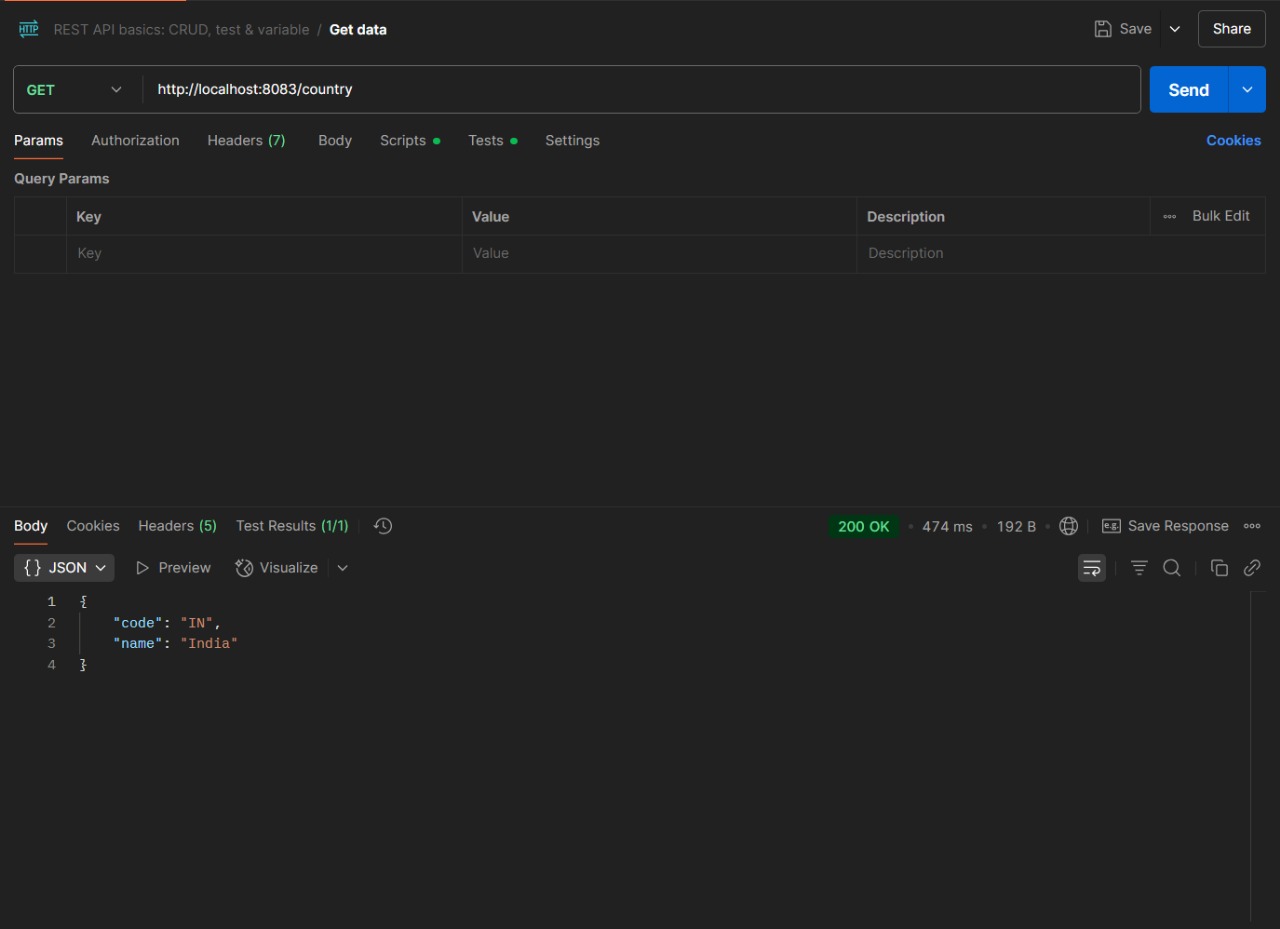 HTTP REST API basics: CRUD, test & variable / Get data Save Share
GET http://localhost:8083/country Send
Params Authorization Headers (7) Body Scripts Tests Settings Cookies
Query Params
Key Value Description Bulk Edit
Key Value Description
Body Cookies Headers (5) Test Results (1/1) 200 OK • 474 ms • 192 B • e.g. Save Response
{} JSON Preview Visualize
1 {
2 "code": "IN",
3 "name": "India"
4 }